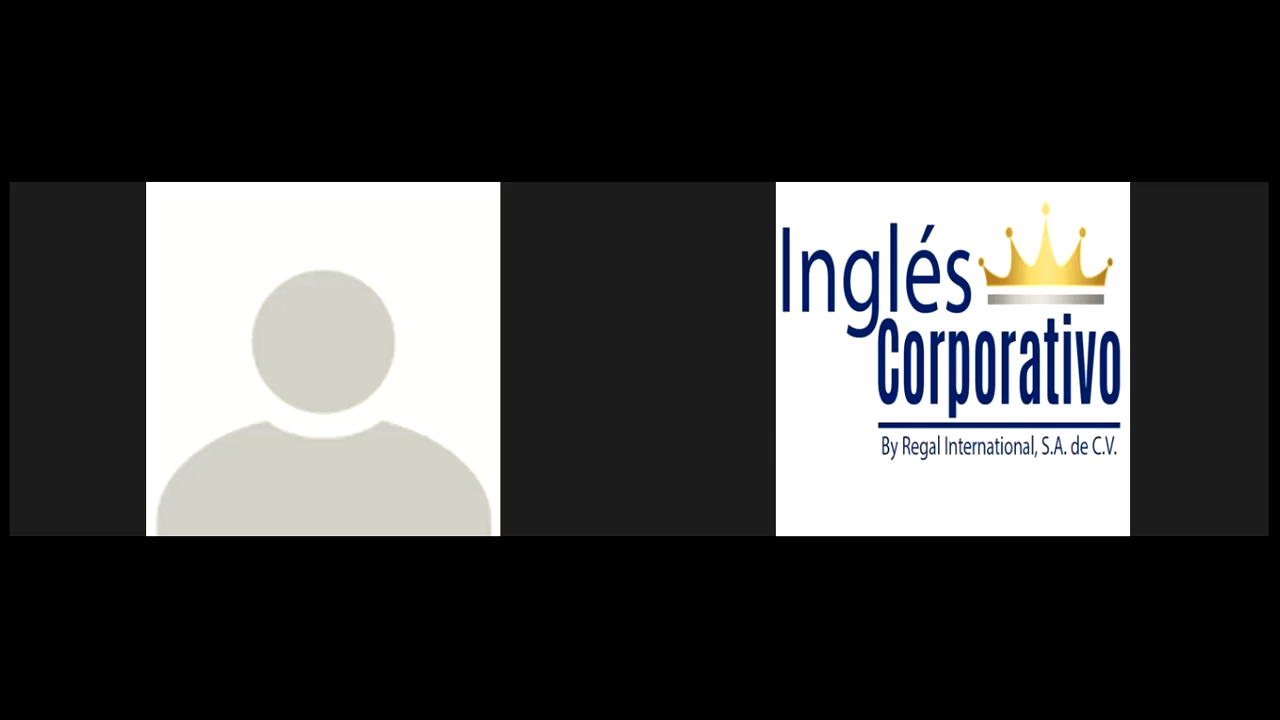 Inglés
Corporativo
By Regal International, S.A. de C.V.